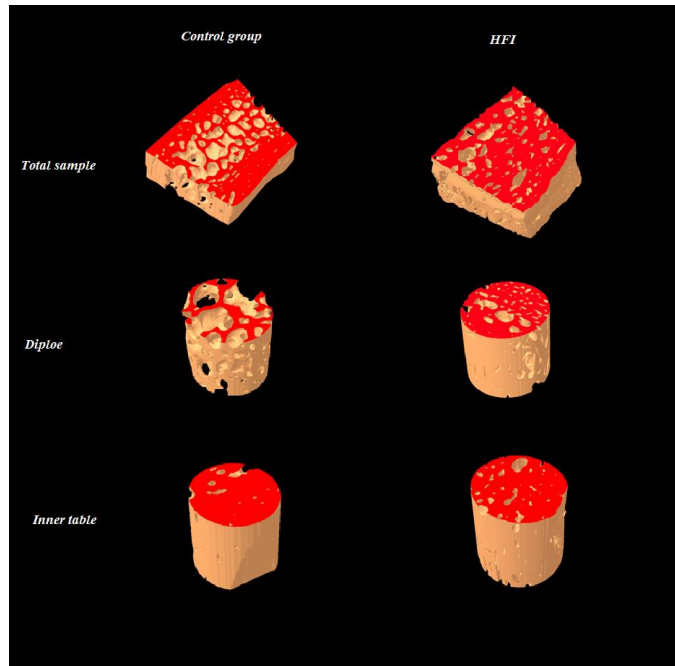 Control group
HFI
Total sample
Diploe
Inner table